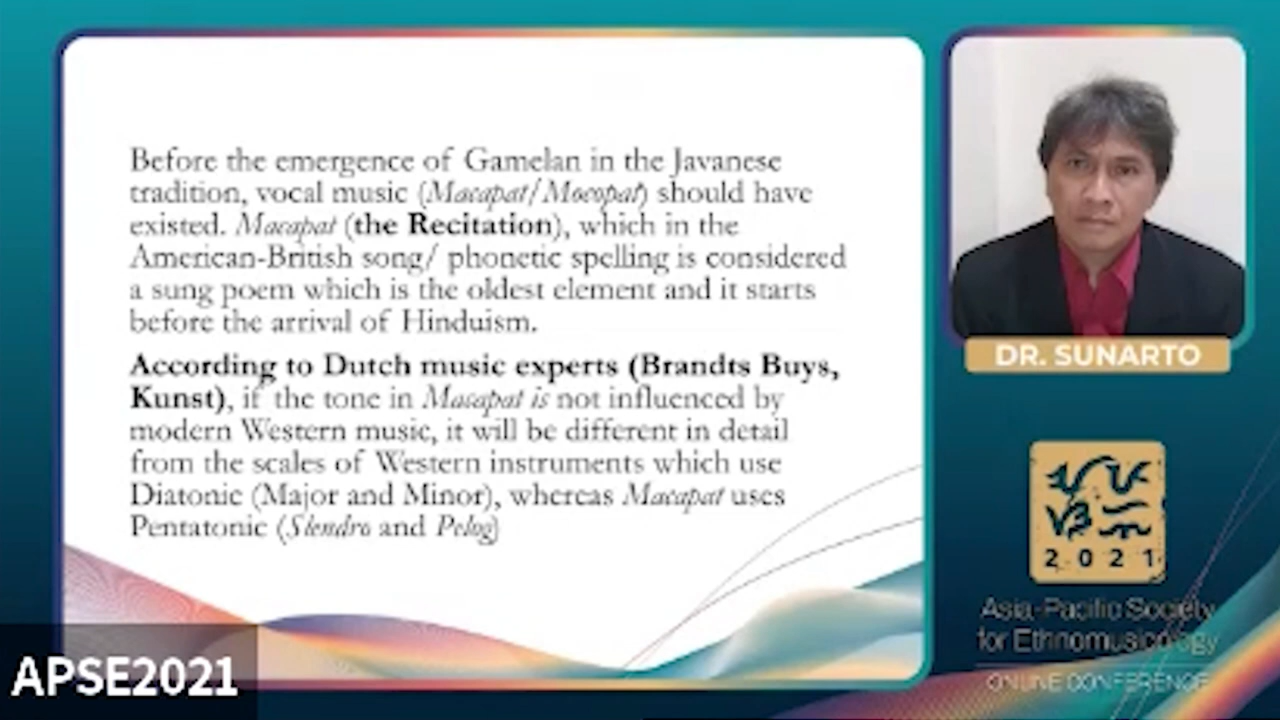 Before the emergence of Gamelan in the Javanese
tradition, vocal music (Macapat/Mocopat) should have
existed. Macapat (the Recitation), which in the
American-British song/ phonetic spelling is considered
a sung poem which is the oldest element and it starts
before the arrival of Hinduism.
According to Dutch music experts (Brandts Buys,
Kunst), if the tone in Macapat is not influenced by
modern Western music, it will be different in detail
from the scales of Western instruments which use
Diatonic (Major and Minor), whereas Macapat uses
Pentatonic (Slendro and Pelog)
DR. SUNARTO
2 0 2 1
Asia-Pacific Society
for Ethnomusicology
ONLINE CONFERENCE
APSE2021